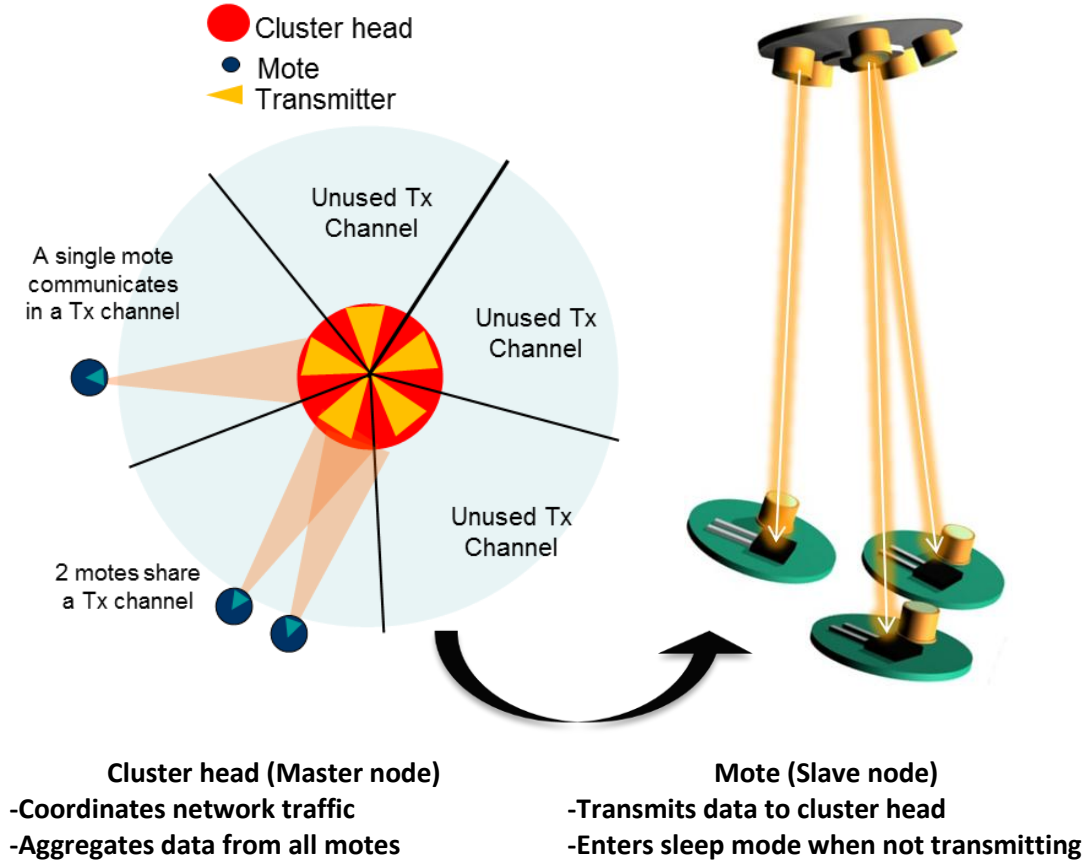 Cluster head
Mote
Transmitter
Unused Tx
Channel
A single mote
communicates
in a Tx channel
Unused Tx
Channel
Unused Tx
Channel
2 motes share
a Tx channel
Cluster head (Master node)
-Coordinates network traffic
-Aggregates data from all motes
Mote (Slave node)
-Transmits data to cluster head
-Enters sleep mode when not transmitting